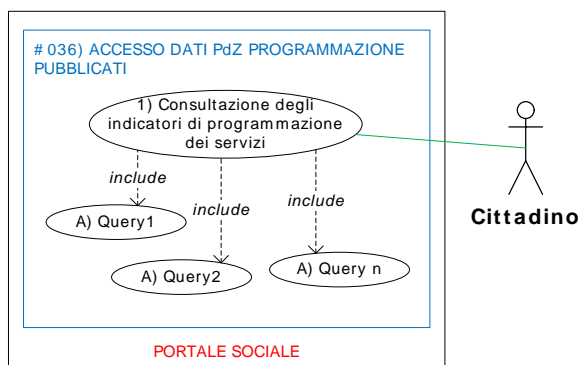 # 036) ACCESSO DATI PdZ PROGRAMMAZIONE
PUBBLICATI
1) Consultazione degli
indicatori di programmazione
dei servizi
include
include
include
A) Query1
A) Query2
A) Query n
Cittadino
PORTALE SOCIALE